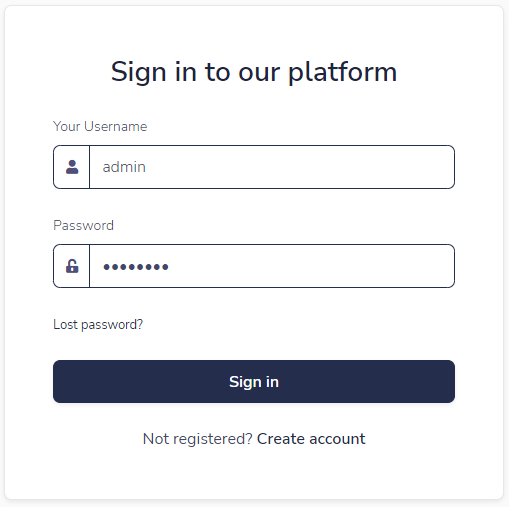 Sign in to our platform
Your Username
admin
Password
••••••••
Lost password?
Sign in
Not registered? Create account